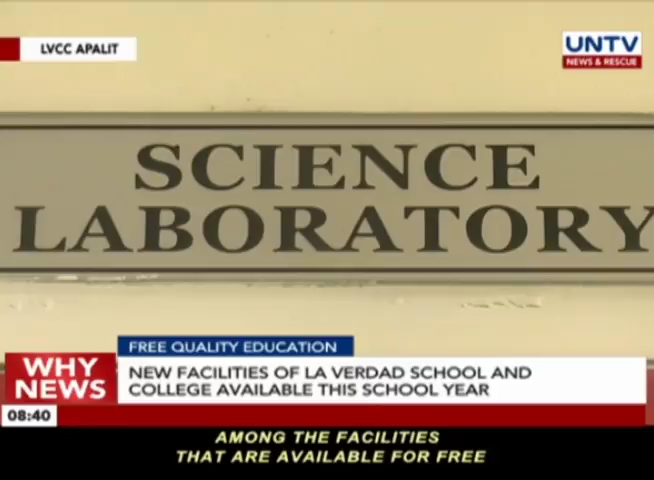 LVCC APALIT
UNTV
NEWS & RESCUE
SCIENCE
LABORATORY
FREE QUALITY EDUCATION
WHY
NEWS
NEW FACILITIES OF LA VERDAD SCHOOL AND
COLLEGE AVAILABLE THIS SCHOOL YEAR
08:40
AMONG THE FACILITIES
THAT ARE AVAILABLE FOR FREE